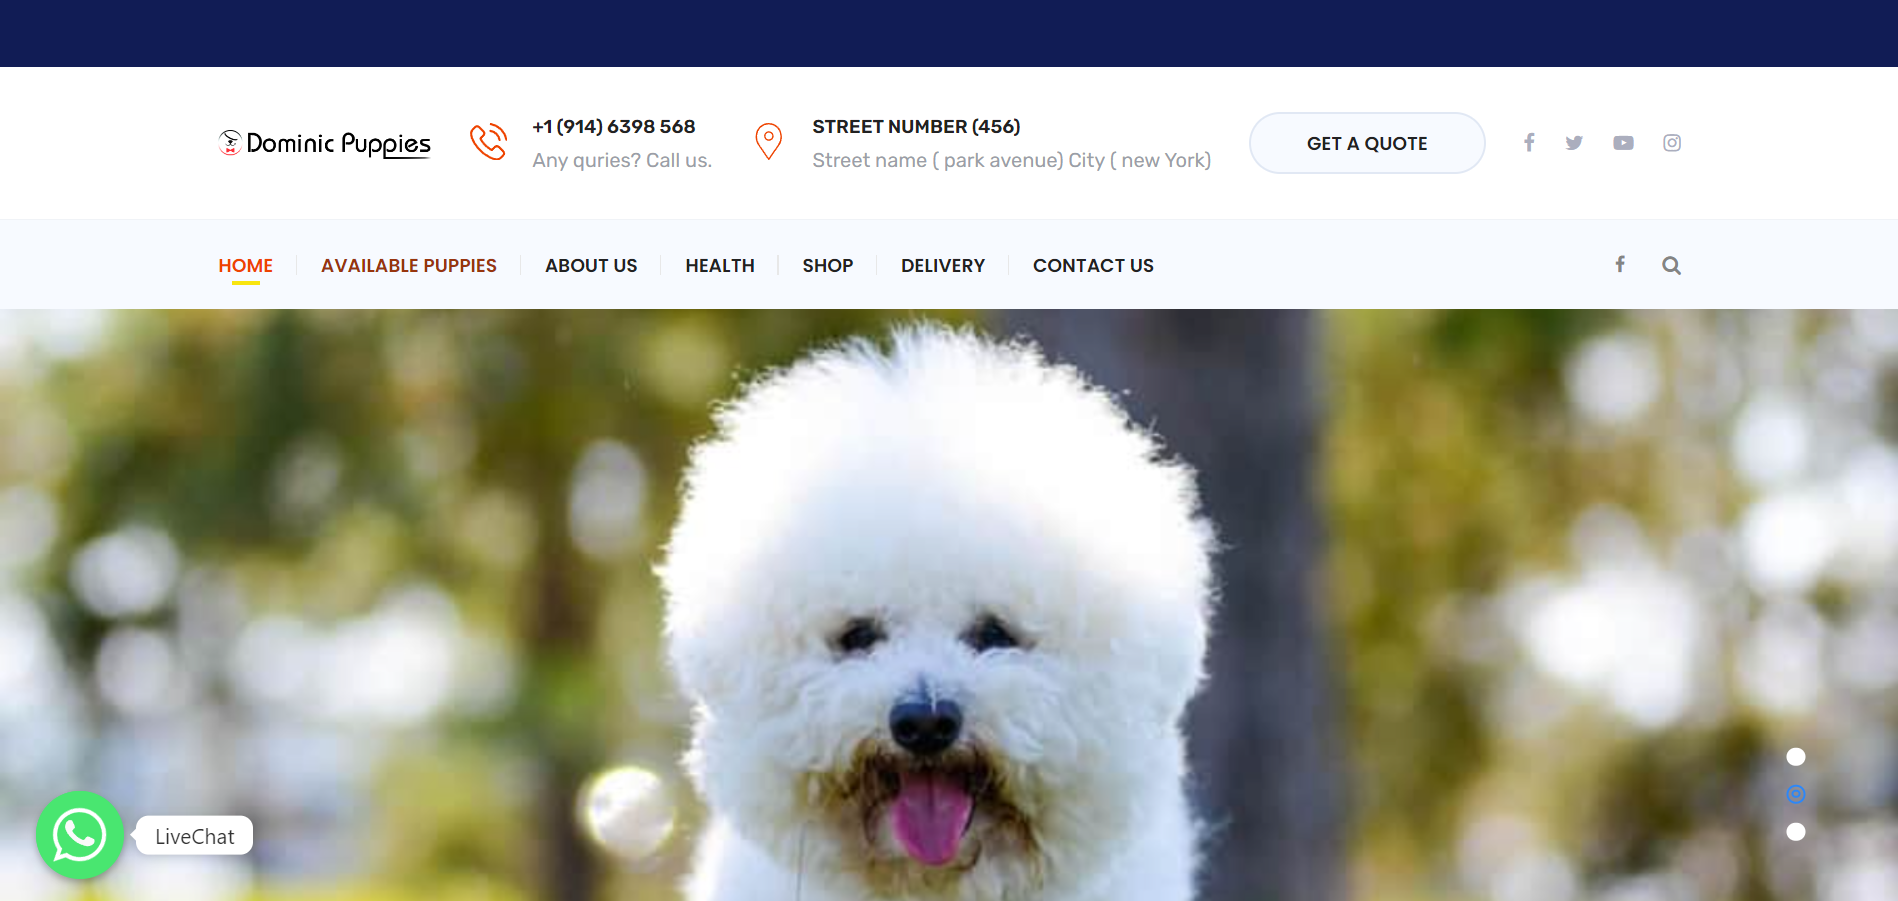 Dominic Puppies
+1 (914) 6398 568
Any quries? Call us.
STREET NUMBER (456)
Street name ( park avenue) City ( new York)
GET A QUOTE
HOME
AVAILABLE PUPPIES
ABOUT US
HEALTH
SHOP
DELIVERY
CONTACT US
LiveChat